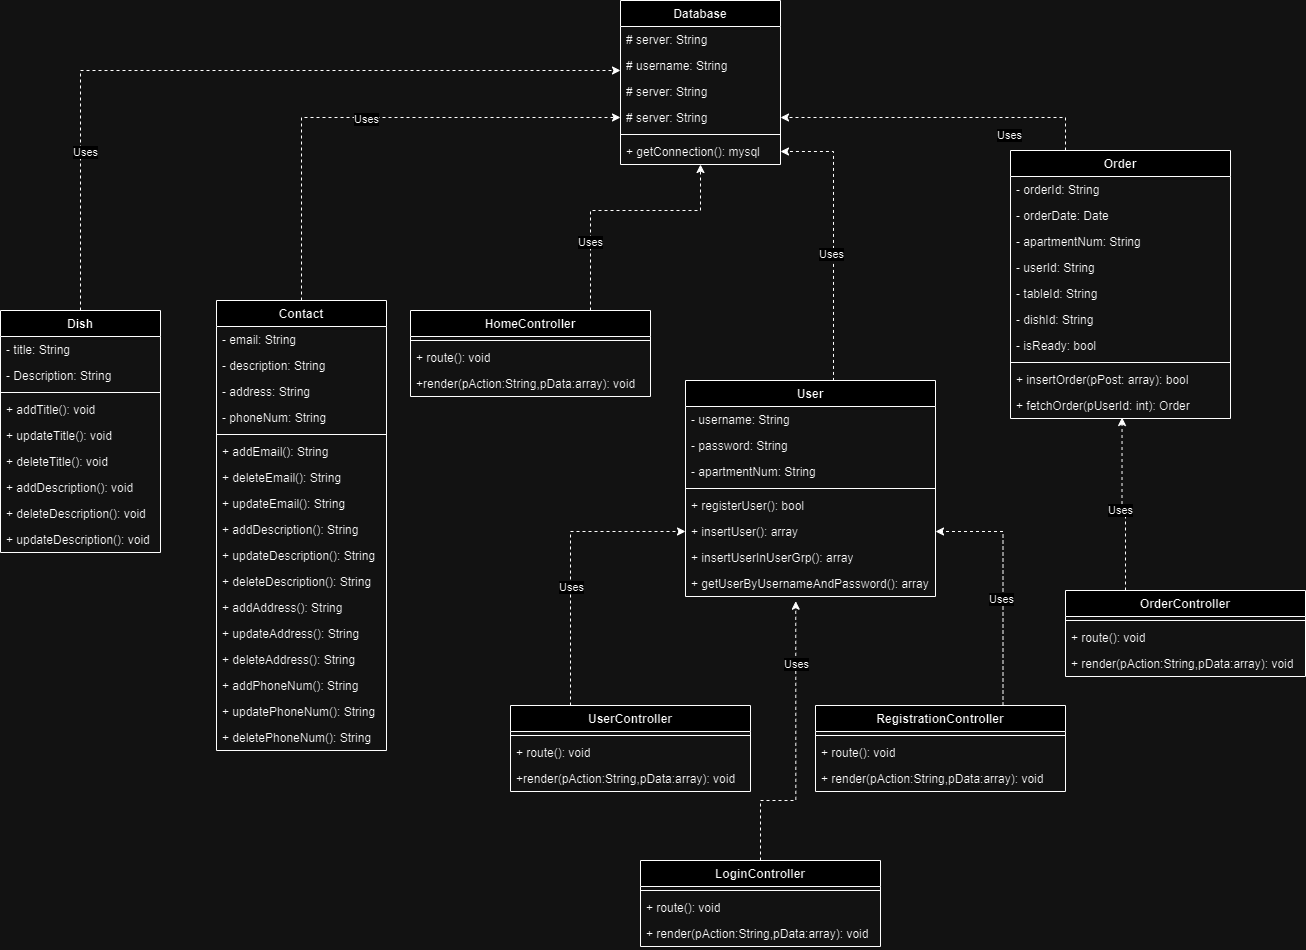 Database
# server: String
# username: String
# server: String
# server: String
+ getConnection(): mysql
Uses
Uses
Uses
Uses
Uses
Order
- orderId: String
- orderDate: Date
- apartmentNum: String
- userId: String
- tableId: String
- dishId: String
- isReady: bool
+ insertOrder(pPost: array): bool
+ fetchOrder(pUserId: int): Order
Dish
- title: String
- Description: String
+ addTitle(): void
+ updateTitle(): void
+ deleteTitle(): void
+ addDescription(): void
+ deleteDescription(): void
+ updateDescription(): void
Contact
- email: String
- description: String
- address: String
- phoneNum: String
+ addEmail(): String
+ deleteEmail(): String
+ updateEmail(): String
+ addDescription(): String
+ updateDescription(): String
+ deleteDescription(): String
+ addAddress(): String
+ updateAddress(): String
+ deleteAddress(): String
+ addPhoneNum(): String
+ updatePhoneNum(): String
+ deletePhoneNum(): String
HomeController
+ route(): void
+render(pAction:String,pData:array): void
User
- username: String
- password: String
- apartmentNum: String
+ registerUser(): bool
+ insertUser(): array
+ insertUserInUserGrp(): array
+ getUserByUsernameAndPassword(): array
Uses
Uses
Uses
Uses
OrderController
+ route(): void
+ render(pAction:String,pData:array): void
UserController
+ route(): void
+render(pAction:String,pData:array): void
RegistrationController
+ route(): void
+ render(pAction:String,pData:array): void
LoginController
+ route(): void
+ render(pAction:String,pData:array): void